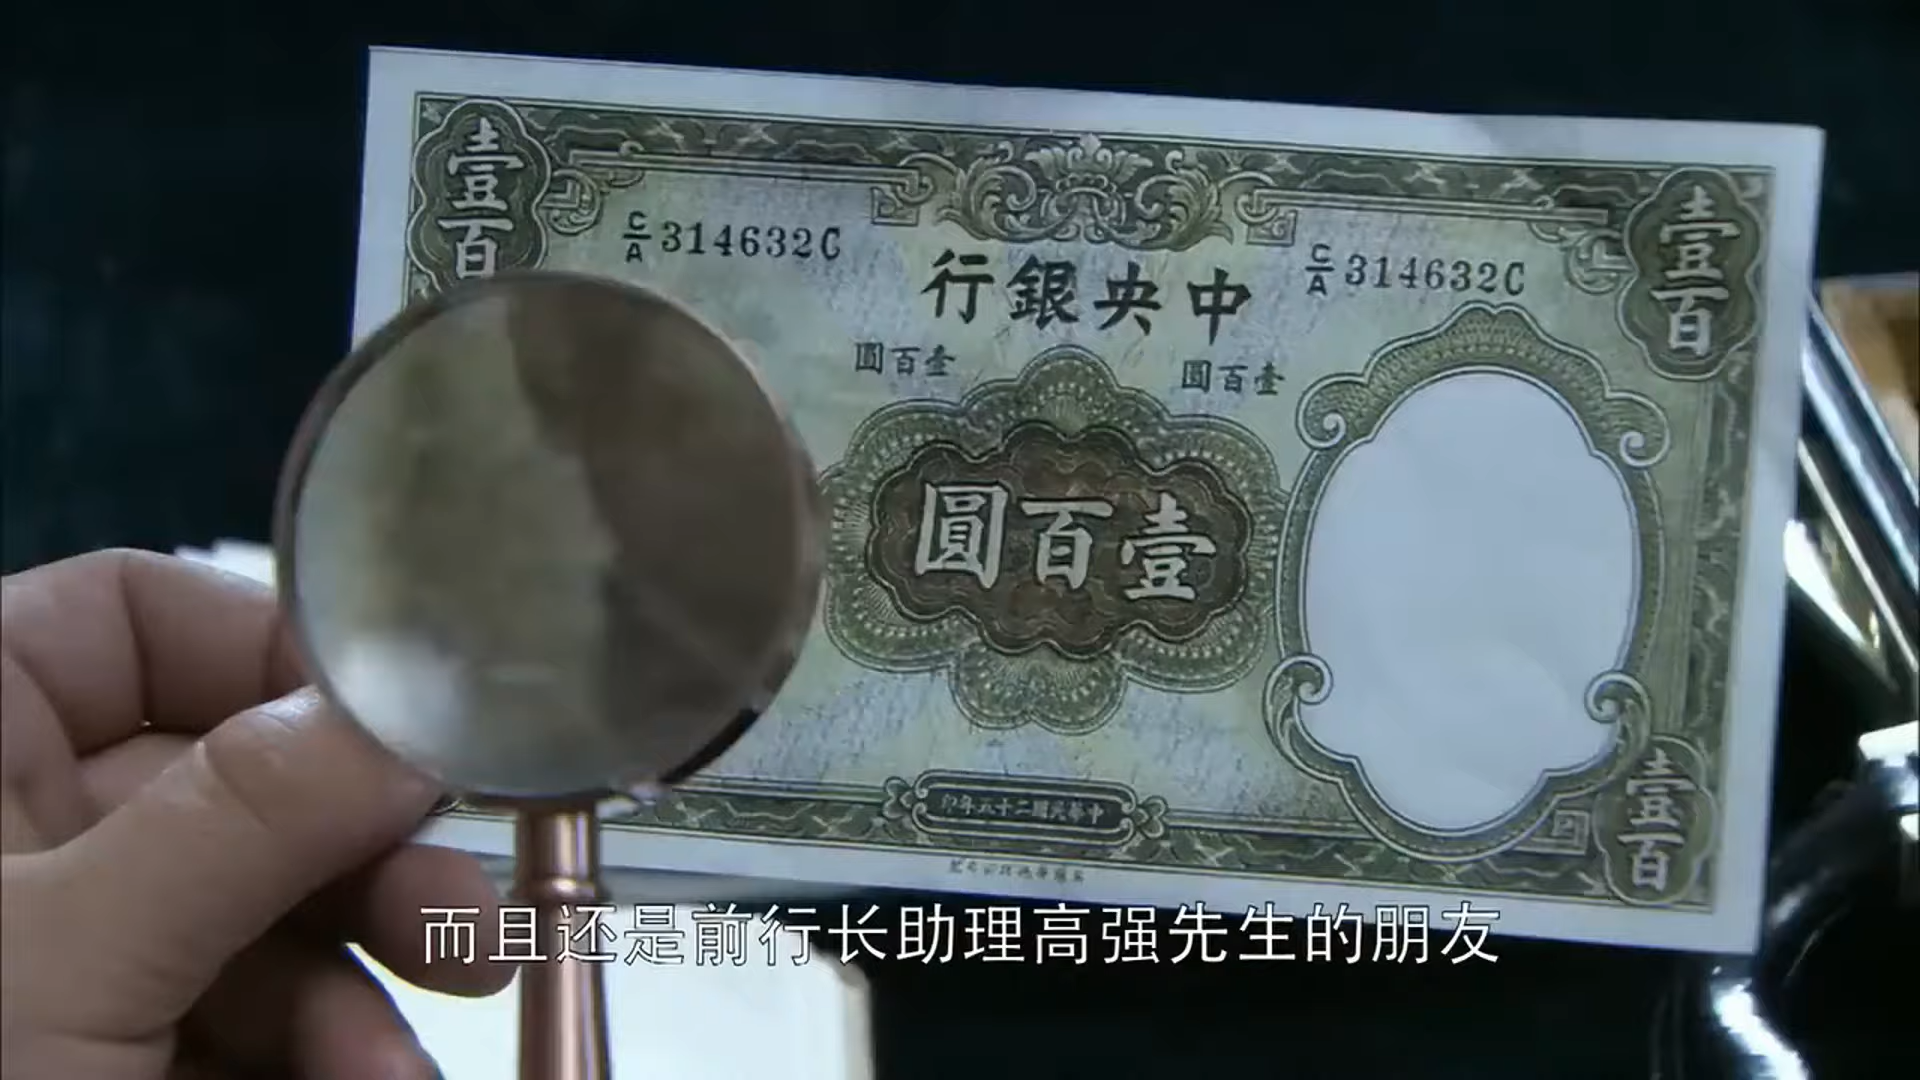 壹百
壹百
C/A 314632C
C/A 314632C
行銀央中
圓百壹
圓百壹
圓百壹
印年五十二國民華中
壹百
而且还是前行长助理高强先生的朋友